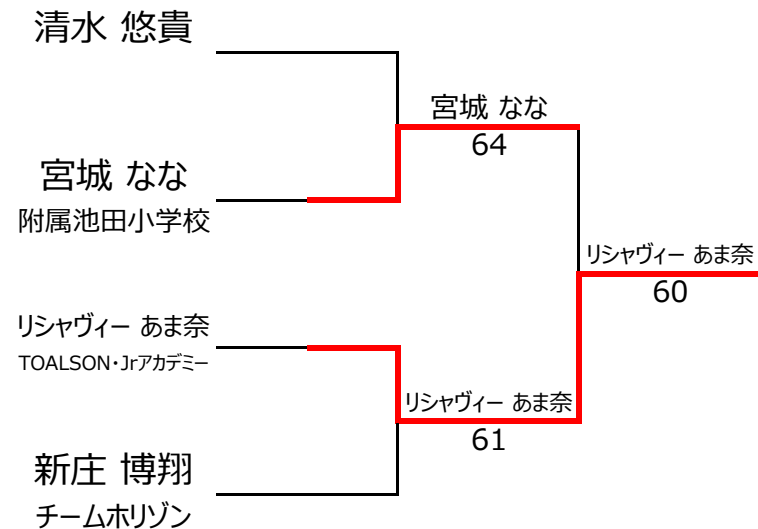 清水 悠貴
宮城 なな
64
宮城 なな
附属池田小学校
リシャヴィー あま奈
60
リシャヴィー あま奈
TOALSON・Jrアカデミー
リシャヴィー あま奈
61
新庄 博翔
チームホリゾン